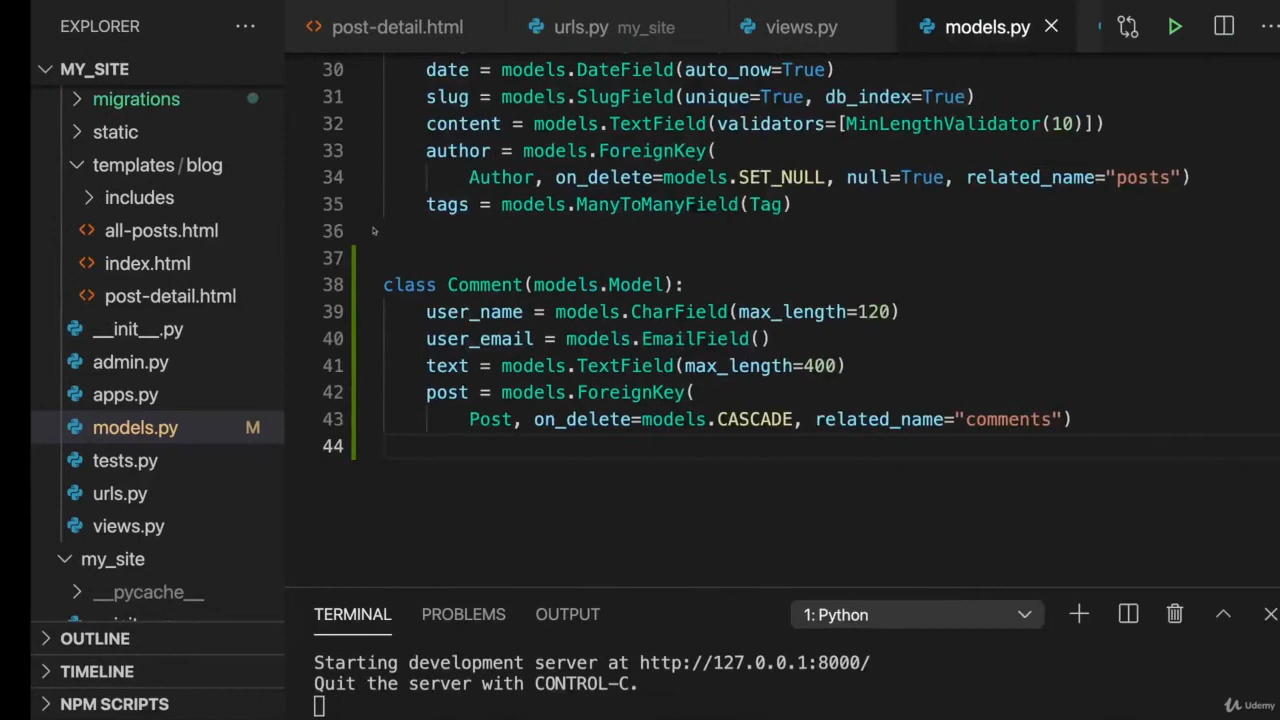 EXPLORER
post-detail.html
urls.py my_site
views.py
models.py
MY_SITE
migrations
static
templates/blog
includes
all-posts.html
index.html
post-detail.html
__init__.py
admin.py
apps.py
models.py M
tests.py
urls.py
views.py
my_site
__pycache__
OUTLINE
TIMELINE
NPM SCRIPTS
30 date = models.DateField(auto_now=True)
31 slug = models.SlugField(unique=True, db_index=True)
32 content = models.TextField(validators=[MinLengthValidator(10)])
33 author = models.ForeignKey(
34 Author, on_delete=models.SET_NULL, null=True, related_name="posts")
35 tags = models.ManyToManyField(Tag)
36
37
38 class Comment(models.Model):
39 user_name = models.CharField(max_length=120)
40 user_email = models.EmailField()
41 text = models.TextField(max_length=400)
42 post = models.ForeignKey(
43 Post, on_delete=models.CASCADE, related_name="comments")
44
TERMINAL PROBLEMS OUTPUT 1: Python
Starting development server at http://127.0.0.1:8000/
Quit the server with CONTROL-C.
Udemy